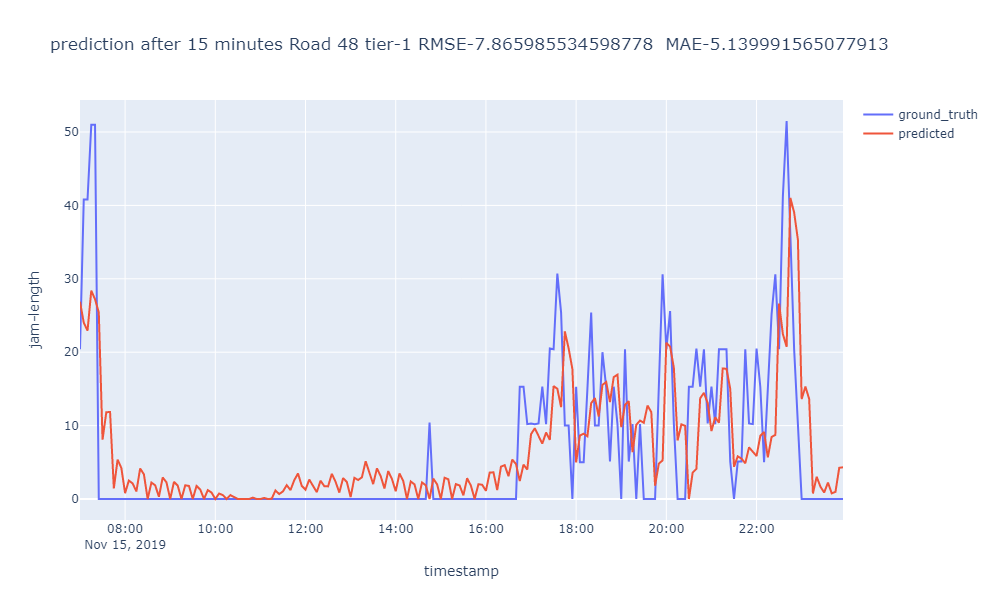 prediction after 15 minutes Road 48 tier-1 RMSE-7.865985534598778  MAE-5.139991565077913
ground_truth
predicted
50
40
30
20
10
0
jam-length
08:00 10:00 12:00 14:00 16:00 18:00 20:00 22:00
Nov 15, 2019
timestamp